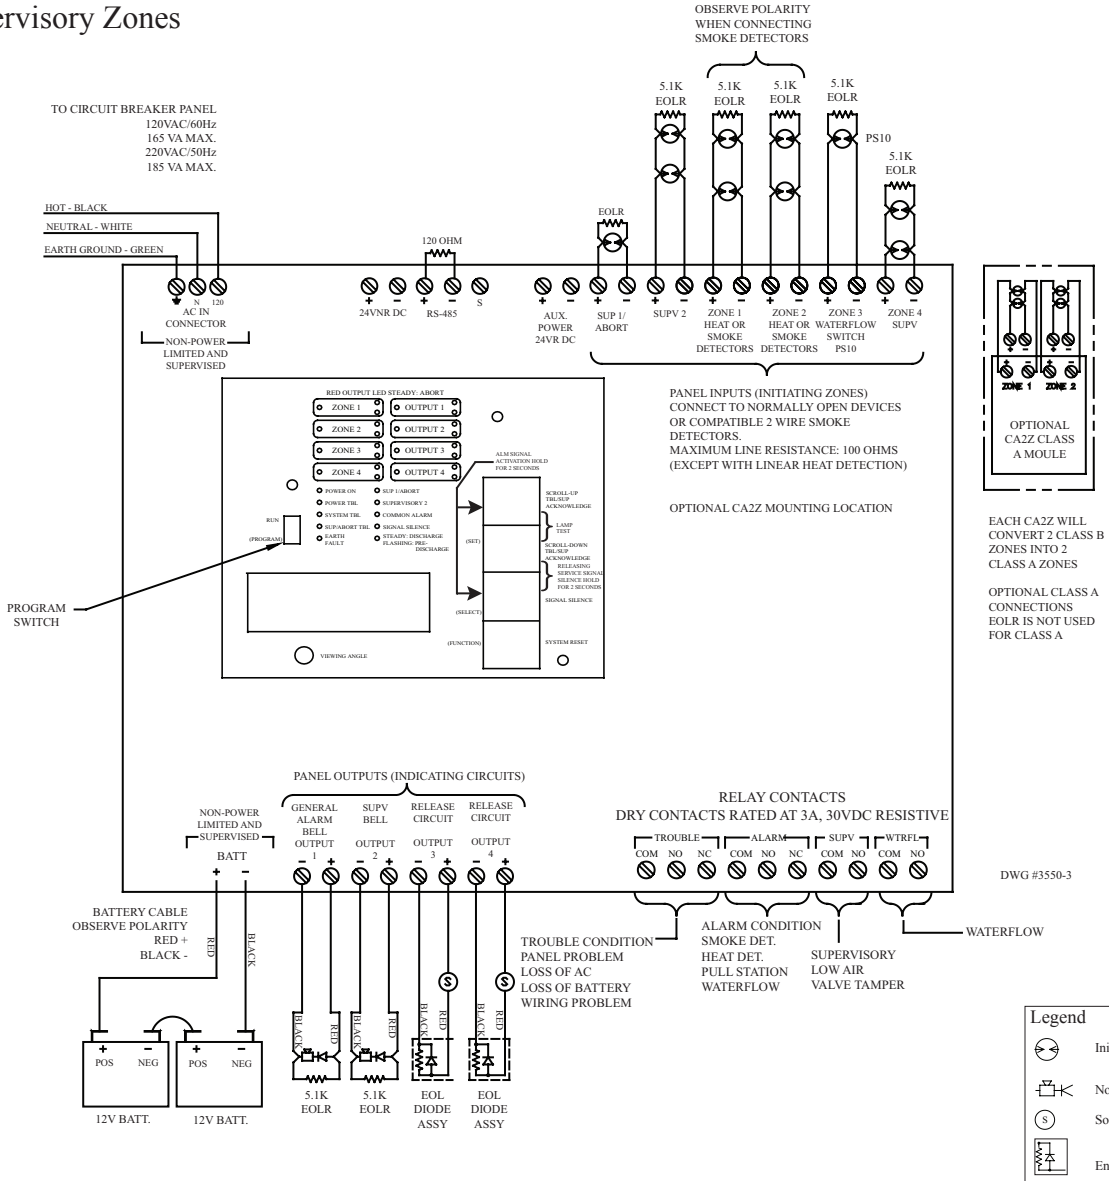 ervisory Zones
OBSERVE POLARITY
WHEN CONNECTING
SMOKE DETECTORS
TO CIRCUIT BREAKER PANEL
120VAC/60Hz
165 VA MAX.
220VAC/50Hz
185 VA MAX.
HOT - BLACK
NEUTRAL - WHITE
EARTH GROUND - GREEN
5.1K
EOLR
5.1K
EOLR
5.1K
EOLR
5.1K
EOLR
PS10
5.1K
EOLR
EOLR
120 OHM
N
120
AC IN
CONNECTOR
NON-POWER
LIMITED AND
SUPERVISED
+ -
24VNR DC
+ -
RS-485
S
+ -
AUX.
POWER
24VR DC
+ -
SUP 1/
ABORT
+ -
SUPV 2
+ -
ZONE 1
HEAT OR
SMOKE
DETECTORS
+ -
ZONE 2
HEAT OR
SMOKE
DETECTORS
+ -
ZONE 3
WATERFLOW
SWITCH
PS10
+ -
ZONE 4
SUPV
PANEL INPUTS (INITIATING ZONES)
CONNECT TO NORMALLY OPEN DEVICES
OR COMPATIBLE 2 WIRE SMOKE
DETECTORS.
MAXIMUM LINE RESISTANCE: 100 OHMS
(EXCEPT WITH LINEAR HEAT DETECTION)
OPTIONAL CA2Z MOUNTING LOCATION
+ - + -
+ - + -
ZONE 1 ZONE 2
OPTIONAL
CA2Z CLASS
A MOULE
EACH CA2Z WILL
CONVERT 2 CLASS B
ZONES INTO 2
CLASS A ZONES
OPTIONAL CLASS A
CONNECTIONS
EOLR IS NOT USED
FOR CLASS A
RED OUTPUT LED STEADY: ABORT
ZONE 1 OUTPUT 1
ZONE 2 OUTPUT 2
ZONE 3 OUTPUT 3
ZONE 4 OUTPUT 4
POWER ON SUP 1/ABORT
POWER TBL SUPERVISORY 2
SYSTEM TBL COMMON ALARM
SUP/ABORT TBL SIGNAL SILENCE
EARTH
FAULT
STEADY: DISCHARGE
FLASHING: PRE-
DISCHARGE
RUN
(PROGRAM)
PROGRAM
SWITCH
ALM SIGNAL
ACTIVATION HOLD
FOR 2 SECONDS
SCROLL-UP
TBL/SUP
ACKNOWLEDGE
LAMP
TEST
(SET)
SCROLL-DOWN
TBL/SUP
ACKNOWLEDGE
RELEASING
SERVICE SIGNAL
SILENCE HOLD
FOR 2 SECONDS
SIGNAL SILENCE
(SELECT)
(FUNCTION)
SYSTEM RESET
VIEWING ANGLE
PANEL OUTPUTS (INDICATING CIRCUITS)
NON-POWER
LIMITED AND
SUPERVISED
BATT
+ -
GENERAL
ALARM
BELL
OUTPUT
1
- +
SUPV
BELL
OUTPUT
2
- +
RELEASE
CIRCUIT
OUTPUT
3
- +
RELEASE
CIRCUIT
OUTPUT
4
- +
RELAY CONTACTS
DRY CONTACTS RATED AT 3A, 30VDC RESISTIVE
TROUBLE ALARM SUPV WTRFL
COM NO NC COM NO NC COM NO COM NO
DWG #3550-3
BATTERY CABLE
OBSERVE POLARITY
RED +
BLACK -
RED
BLACK
TROUBLE CONDITION
PANEL PROBLEM
LOSS OF AC
LOSS OF BATTERY
WIRING PROBLEM
ALARM CONDITION
SMOKE DET.
HEAT DET.
PULL STATION
WATERFLOW
SUPERVISORY
LOW AIR
VALVE TAMPER
WATERFLOW
S
S
BLACK RED BLACK RED BLACK RED BLACK RED
+ - + -
POS NEG POS NEG
12V BATT. 12V BATT.
5.1K
EOLR
5.1K
EOLR
EOL
DIODE
ASSY
EOL
DIODE
ASSY
Legend
Ini
No
S So
En